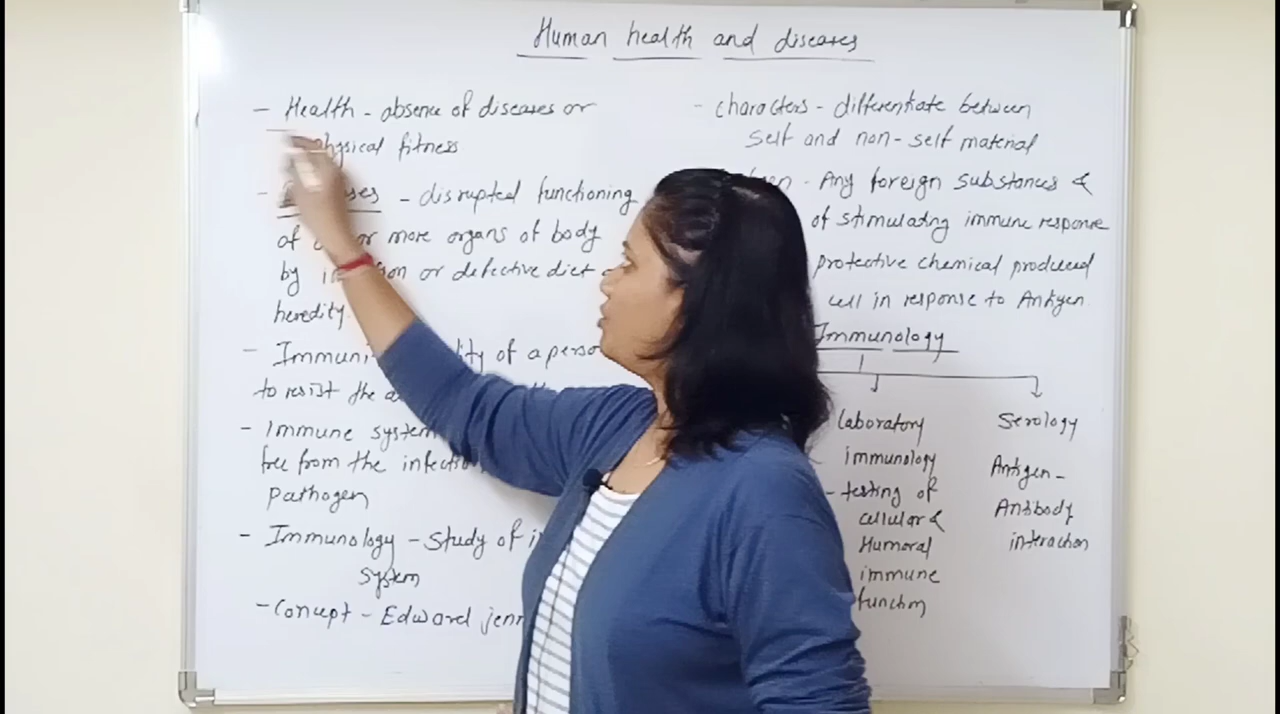 Human health and diseases
- Health - absence of diseases or
physical fitness
- disrupted functioning
of or more organs of body
by or defective diet
heredity
- of a person
to resist the
- Immune system
free from the infection
pathogen
- Immunology - Study of
System
- Concept - Edward
- characters - differentiate between
Self and non-self material
- Any foreign substances &
of stimulating immune response
protective chemical produced
cell in response to Antigen.
Immunology
laboratory
immunology
- testing of
cellular &
Humoral
immune
function
Serology
Antigen -
Antibody
interaction